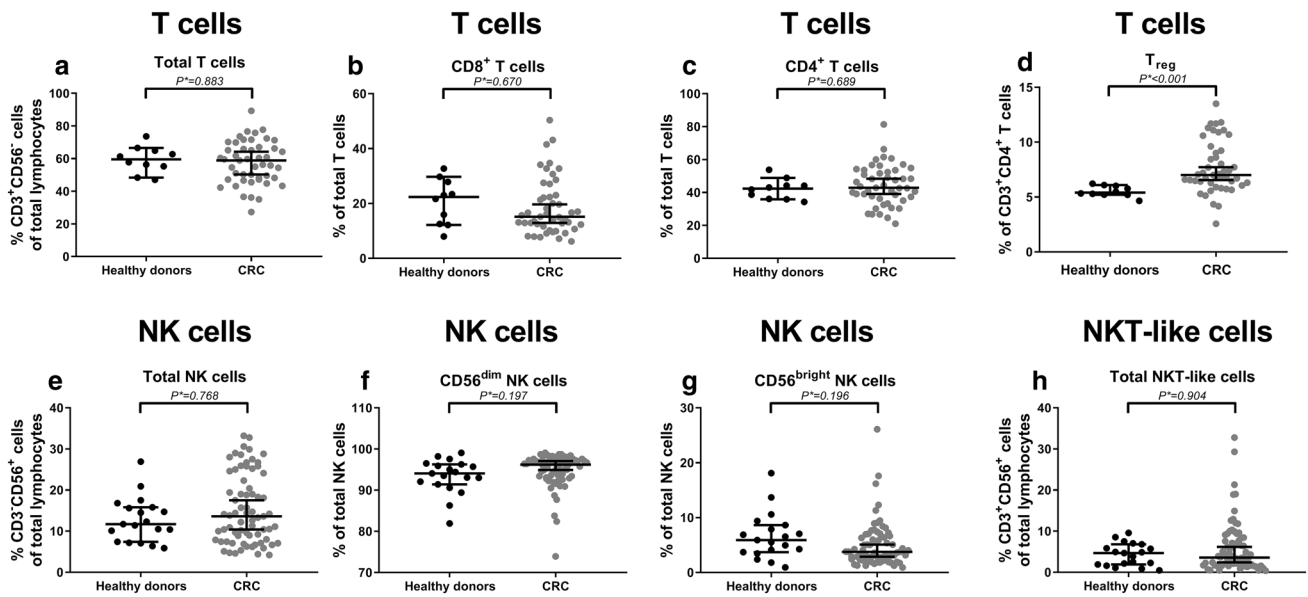 T cells
T cells
T cells
T cells
a
Total T cells
P*=0.883
% CD3+CD56- cells
of total lymphocytes
100
80
60
40
20
0
Healthy donors
CRC
b
CD8+ T cells
P*=0.670
% of total T cells
60
40
20
0
Healthy donors
CRC
c
CD4+ T cells
P*=0.689
% of total T cells
100
80
60
40
20
0
Healthy donors
CRC
d
Treg
P*<0.001
% of CD3+CD4+ T cells
15
10
5
0
Healthy donors
CRC
NK cells
NK cells
NK cells
NKT-like cells
e
Total NK cells
P*=0.768
% CD3-CD56+ cells
of total lymphocytes
40
30
20
10
0
Healthy donors
CRC
f
CD56dim NK cells
P*=0.197
% of total NK cells
110
100
90
80
70
Healthy donors
CRC
g
CD56bright NK cells
P*=0.196
% of total NK cells
30
20
10
0
Healthy donors
CRC
h
Total NKT-like cells
P*=0.904
% CD3+CD56+ cells
of total lymphocytes
40
30
20
10
0
Healthy donors
CRC